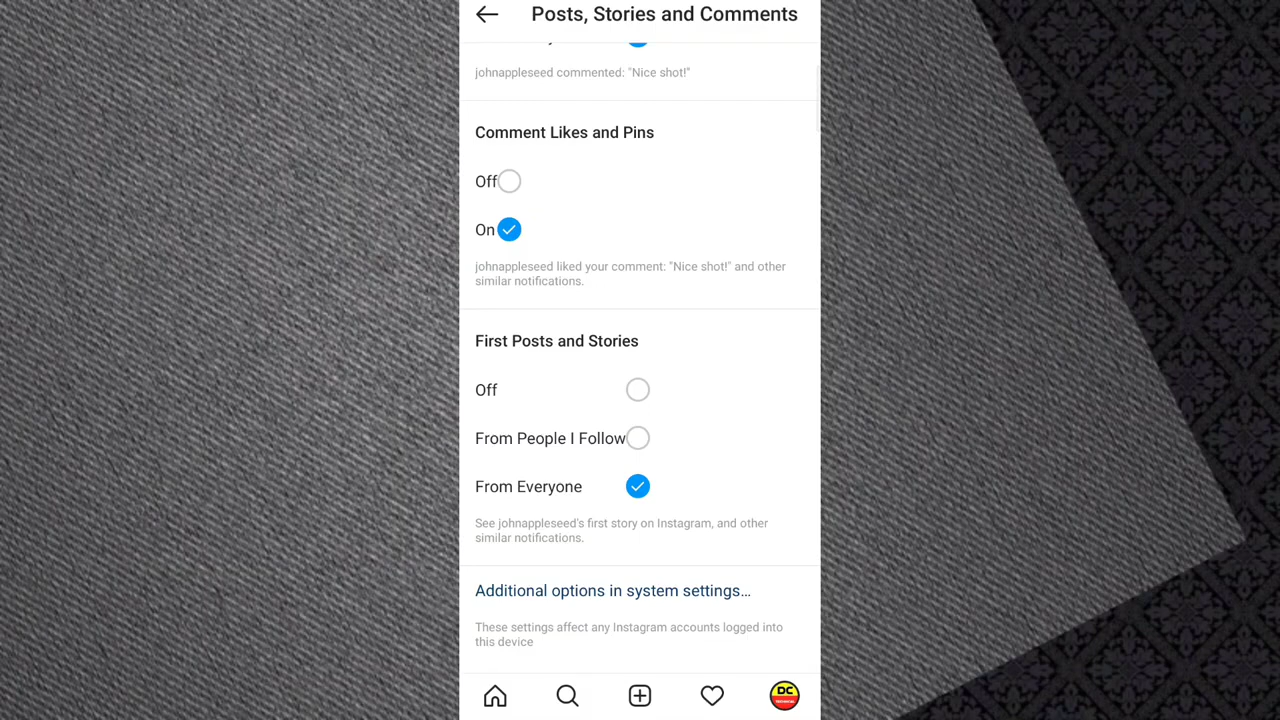 Posts, Stories and Comments
johnappleseed commented: "Nice shot!"
Comment Likes and Pins
Off
On
johnappleseed liked your comment: "Nice shot!" and other
similar notifications.
First Posts and Stories
Off
From People I Follow
From Everyone
See johnappleseed's first story on Instagram, and other
similar notifications.
Additional options in system settings...
These settings affect any Instagram accounts logged into
this device
DC